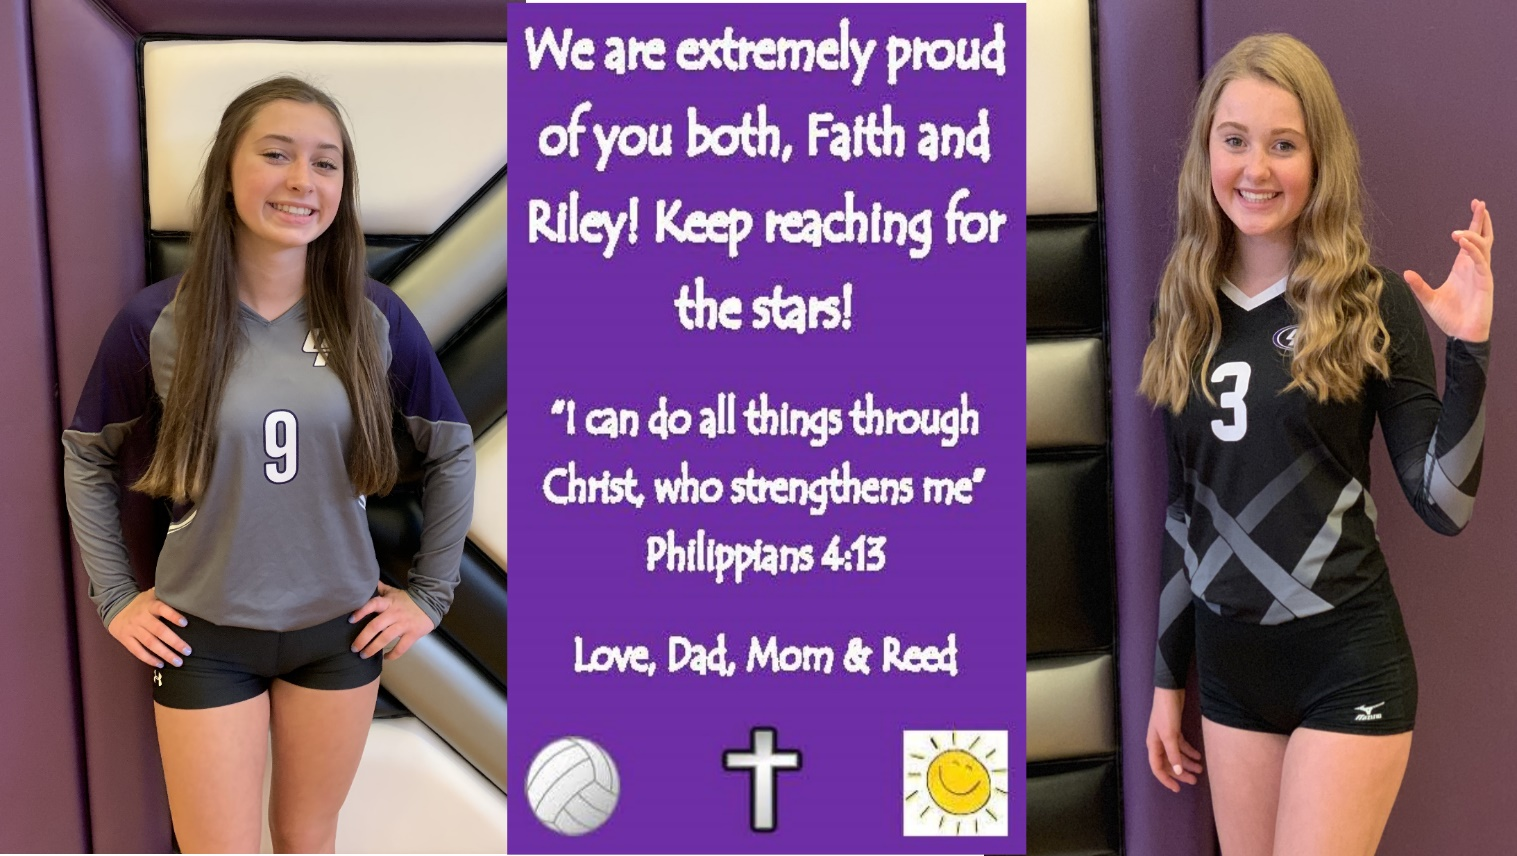 We are extremely proud
of you both, Faith and
Riley! Keep reaching for
the stars!
"I can do all things through
Christ, who strengthens me"
Philippians 4:13
Love, Dad, Mom & Reed
9
3
MIZUNO